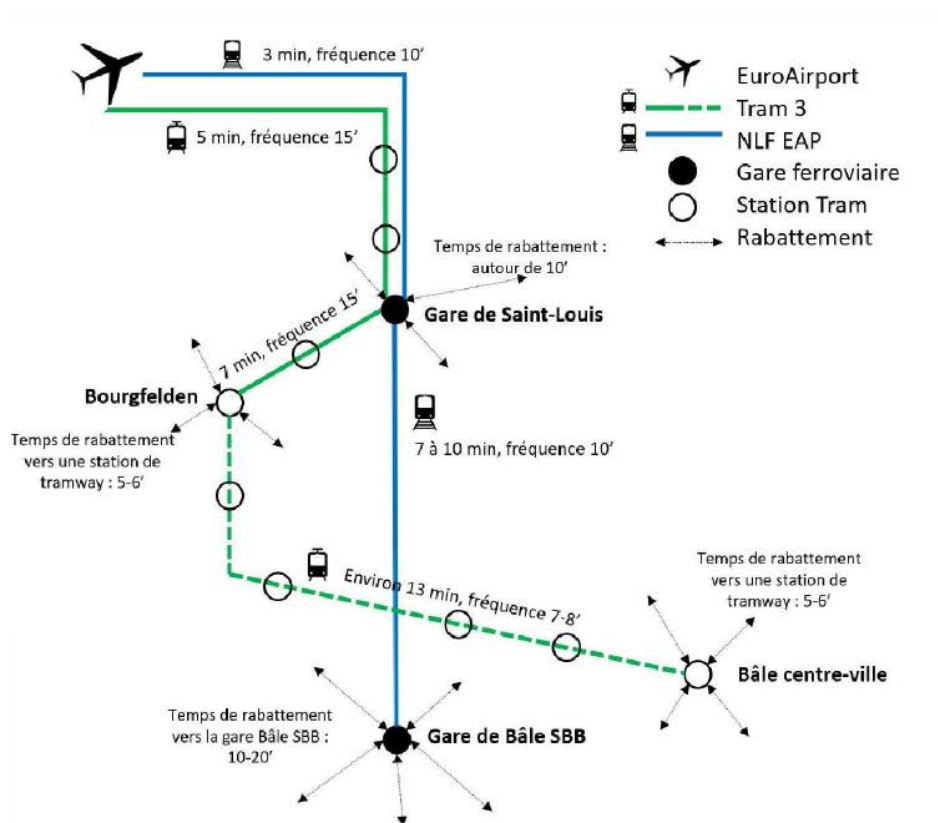 3 min, fréquence 10’
5 min, fréquence 15’
EuroAirport
Tram 3
NLF EAP
Gare ferroviaire
Station Tram
Rabattement
Temps de rabattement :
autour de 10’
Gare de Saint-Louis
7 min, fréquence 15’
Bourgfelden
Temps de rabattement
vers une station de
tramway : 5-6’
7 à 10 min, fréquence 10’
Environ 13 min, fréquence 7-8’
Temps de rabattement
vers une station de
tramway : 5-6’
Bâle centre-ville
Temps de rabattement
vers la gare Bâle SBB :
10-20’
Gare de Bâle SBB